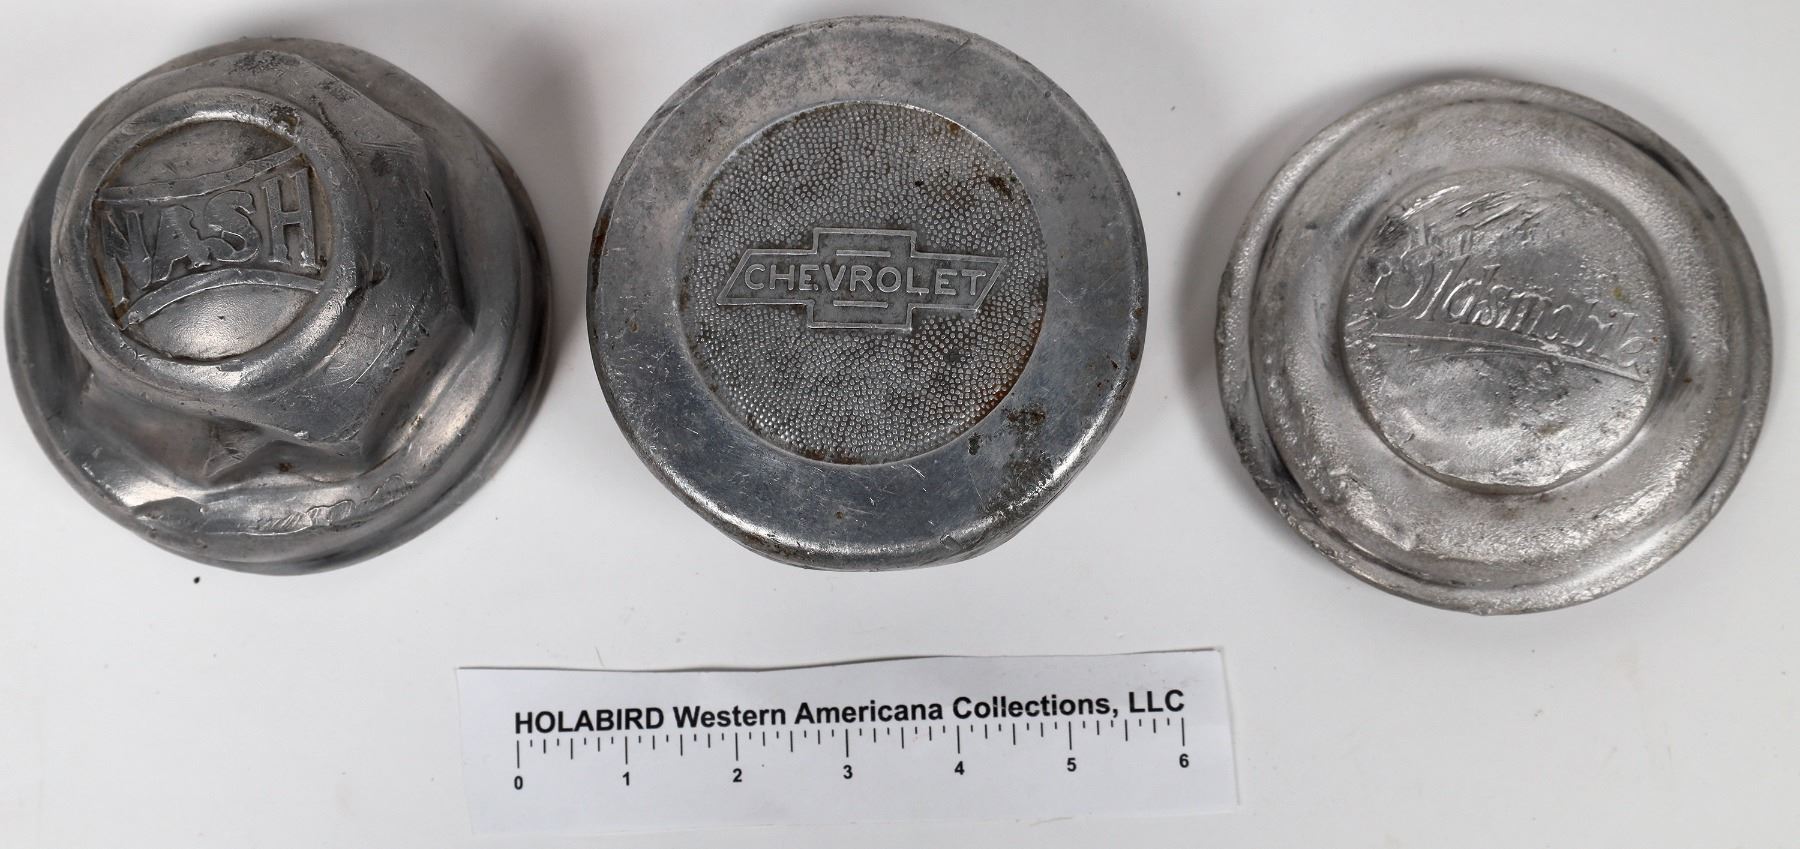 NASH
CHEVROLET
Oldsmobile
HOLABIRD Western Americana Collections, LLC
0 1 2 3 4 5 6